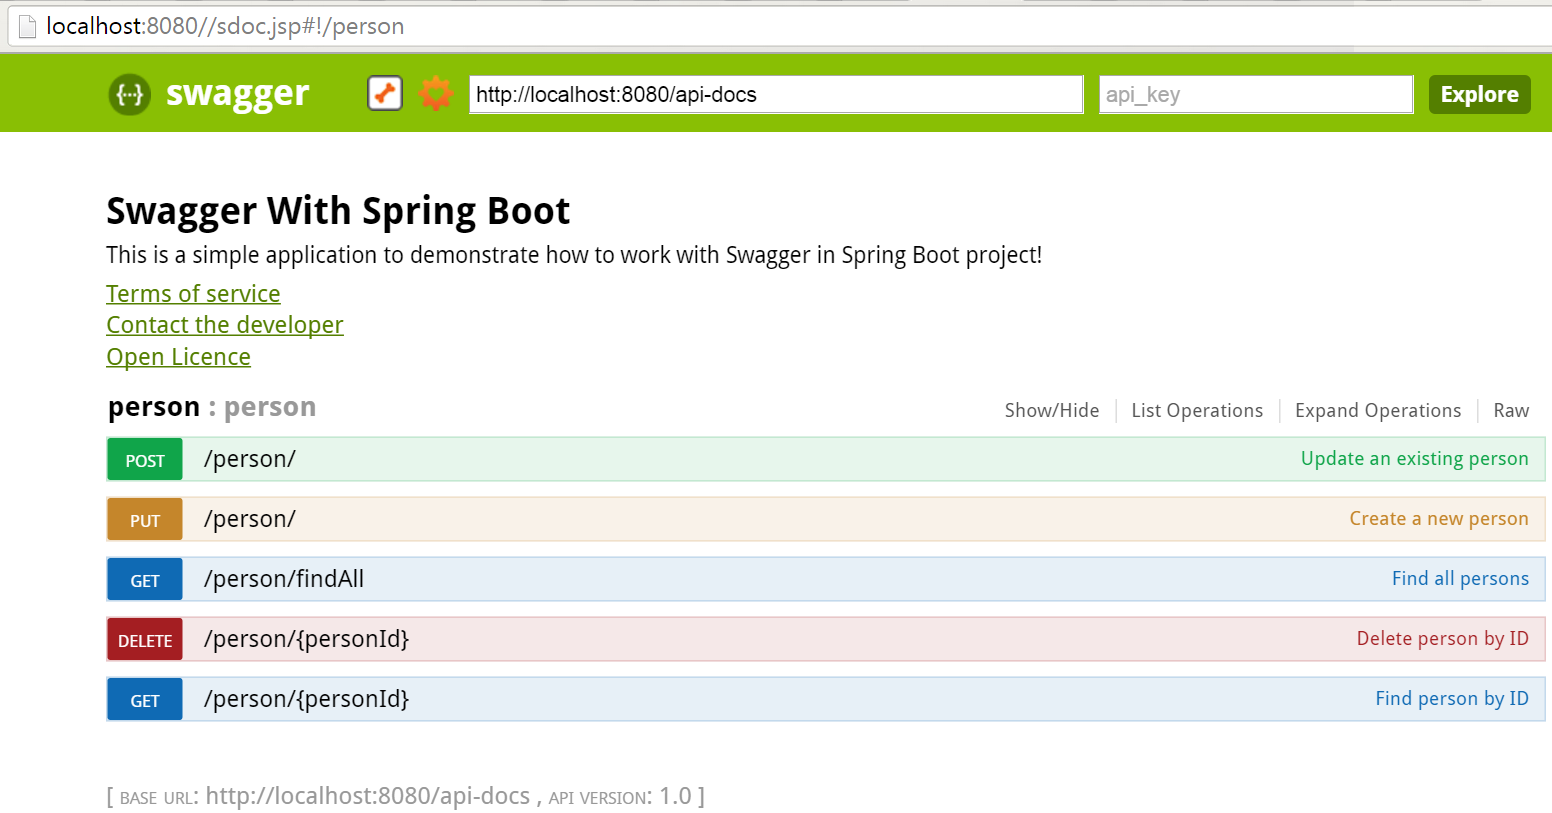 localhost:8080//sdoc.jsp#!/person
{···} swagger http://localhost:8080/api-docs api_key Explore
Swagger With Spring Boot
This is a simple application to demonstrate how to work with Swagger in Spring Boot project!
Terms of service
Contact the developer
Open Licence
person : person Show/Hide List Operations Expand Operations Raw
POST /person/ Update an existing person
PUT /person/ Create a new person
GET /person/findAll Find all persons
DELETE /person/{personId} Delete person by ID
GET /person/{personId} Find person by ID
[ BASE URL: http://localhost:8080/api-docs , API VERSION: 1.0 ]